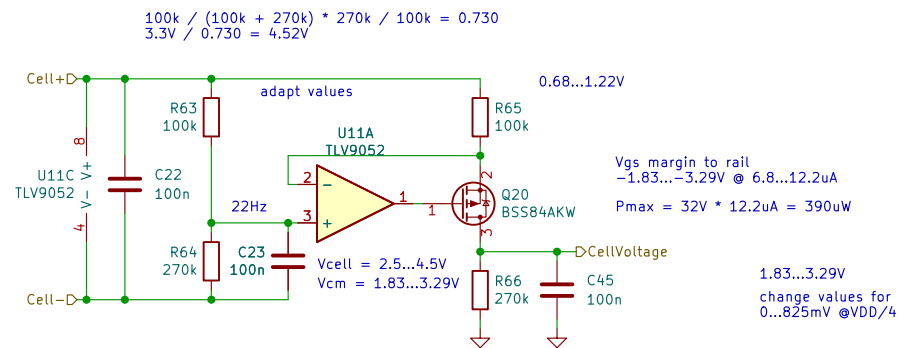 100k / (100k + 270k) * 270k / 100k = 0.730
3.3V / 0.730 = 4.52V
Cell+
adapt values
0.68...1.22V
R63
100k
R65
100k
U11A
TLV9052
8
V+
U11C
TLV9052
V-
4
C22
100n
2
−
1
3
+
22Hz
1
2
Q20
BSS84AKW
3
Vgs margin to rail
−1.83...−3.29V @ 6.8...12.2uA
Pmax = 32V * 12.2uA = 390uW
R64
270k
C23
100n
Vcell = 2.5...4.5V
Vcm = 1.83...3.29V
CellVoltage
R66
270k
C45
100n
1.83...3.29V
change values for
0...825mV @VDD/4
Cell−